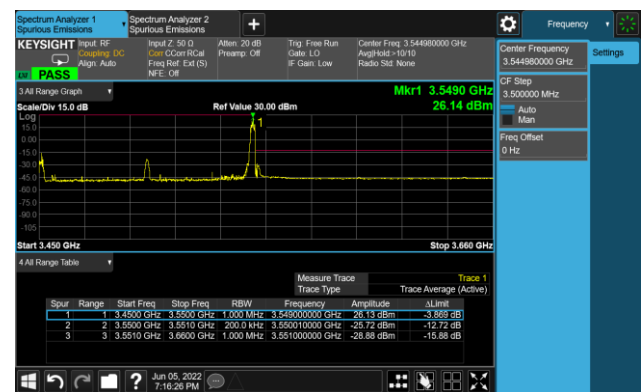 Spectrum Analyzer 1
Spurious Emissions
Spectrum Analyzer 2
Spurious Emissions
+
Frequency
KEYSIGHT
Input: RF
Coupling: DC
Align: Auto
Input Z: 50 Ω
Corr CCorr RCal
Freq Ref: Ext (S)
NFE: Off
Atten: 20 dB
Preamp: Off
Trig: Free Run
Gate: LO
IF Gain: Low
Center Freq: 3.544980000 GHz
Avg|Hold:>10/10
Radio Std: None
PASS
Center Frequency
3.544980000 GHz
Settings
CF Step
3.500000 MHz
Auto
Man
Freq Offset
0 Hz
3 All Range Graph
Mkr1 3.5490 GHz
26.14 dBm
Scale/Div 15.0 dB
Ref Value 30.00 dBm
Log
15.0
0.00
-15.0
-30.0
-45.0
-60.0
-75.0
-90.0
-105
1
Start 3.450 GHz
Stop 3.660 GHz
4 All Range Table
Measure Trace
Trace 1
Trace Type
Trace Average (Active)
Spur Range Start Freq Stop Freq RBW Frequency Amplitude ΔLimit
1 1 3.4500 GHz 3.5500 GHz 1.000 MHz 3.549000000 GHz 26.13 dBm -3.869 dB
2 2 3.5500 GHz 3.5510 GHz 200.0 kHz 3.550010000 GHz -25.72 dBm -12.72 dB
3 3 3.5510 GHz 3.6600 GHz 1.000 MHz 3.551000000 GHz -28.88 dBm -15.88 dB
?
Jun 05, 2022
7:16:26 PM